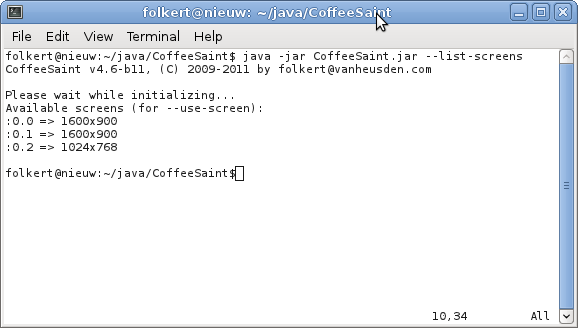 folkert@nieuw: ~/java/CoffeeSaint
File Edit View Terminal Help
folkert@nieuw:~/java/CoffeeSaint$ java -jar CoffeeSaint.jar --list-screens
CoffeeSaint v4.6-b11, (C) 2009-2011 by folkert@vanheusden.com
Please wait while initializing...
Available screens (for --use-screen):
:0.0 => 1600x900
:0.1 => 1600x900
:0.2 => 1024x768
folkert@nieuw:~/java/CoffeeSaint$
10,34 All